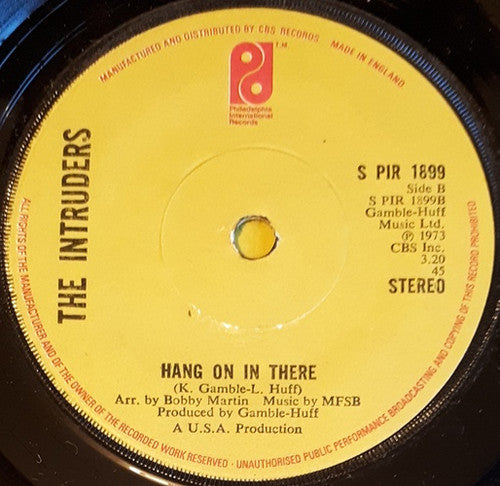 MANUFACTURED AND DISTRIBUTED BY CBS RECORDS
MADE IN ENGLAND
T.M.
Philadelphia
International
Records
THE INTRUDERS
S PIR 1899
Side B
S PIR 1899B
Gamble-Huff
Music Ltd.
℗ 1973
CBS Inc.
3.20
45
STEREO
HANG ON IN THERE
(K. Gamble-L. Huff)
Arr. by Bobby Martin Music by MFSB
Produced by Gamble-Huff
A U.S.A. Production
ALL RIGHTS OF THE MANUFACTURER AND OF THE OWNER OF THE RECORDED WORK RESERVED · UNAUTHORISED PUBLIC PERFORMANCE BROADCASTING AND COPYING OF THIS RECORD PROHIBITED